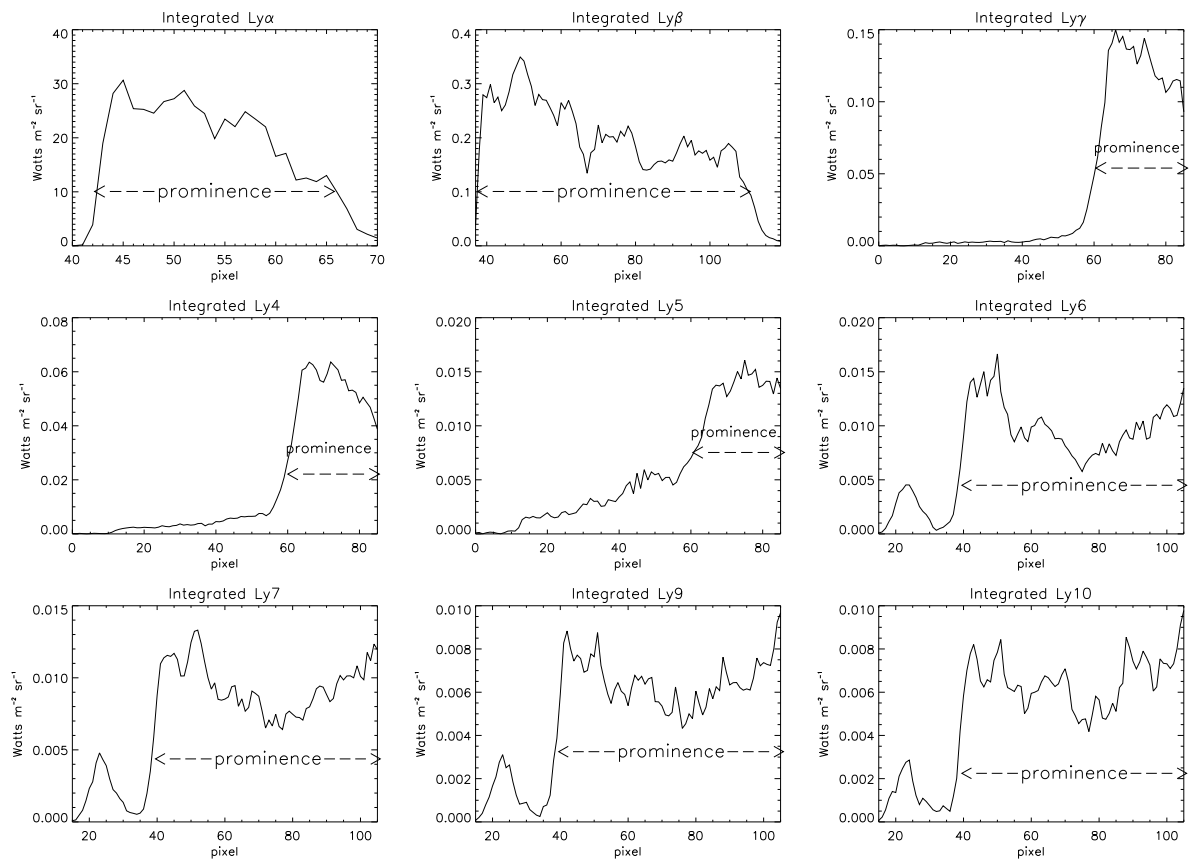 Integrated Lyα
Watts m⁻² sr⁻¹
40
30
20
10
0
prominence
40 45 50 55 60 65 70
pixel
Integrated Lyβ
Watts m⁻² sr⁻¹
0.4
0.3
0.2
0.1
0.0
prominence
40 60 80 100
pixel
Integrated Lyγ
Watts m⁻² sr⁻¹
0.15
0.10
0.05
0.00
prominence
0 20 40 60 80
pixel
Integrated Ly4
Watts m⁻² sr⁻¹
0.08
0.06
0.04
0.02
0.00
prominence
0 20 40 60 80
pixel
Integrated Ly5
Watts m⁻² sr⁻¹
0.020
0.015
0.010
0.005
0.000
prominence
0 20 40 60 80
pixel
Integrated Ly6
Watts m⁻² sr⁻¹
0.020
0.015
0.010
0.005
0.000
prominence
20 40 60 80 100
pixel
Integrated Ly7
Watts m⁻² sr⁻¹
0.015
0.010
0.005
0.000
prominence
20 40 60 80 100
pixel
Integrated Ly9
Watts m⁻² sr⁻¹
0.010
0.008
0.006
0.004
0.002
0.000
prominence
20 40 60 80 100
pixel
Integrated Ly10
Watts m⁻² sr⁻¹
0.010
0.008
0.006
0.004
0.002
0.000
prominence
20 40 60 80 100
pixel